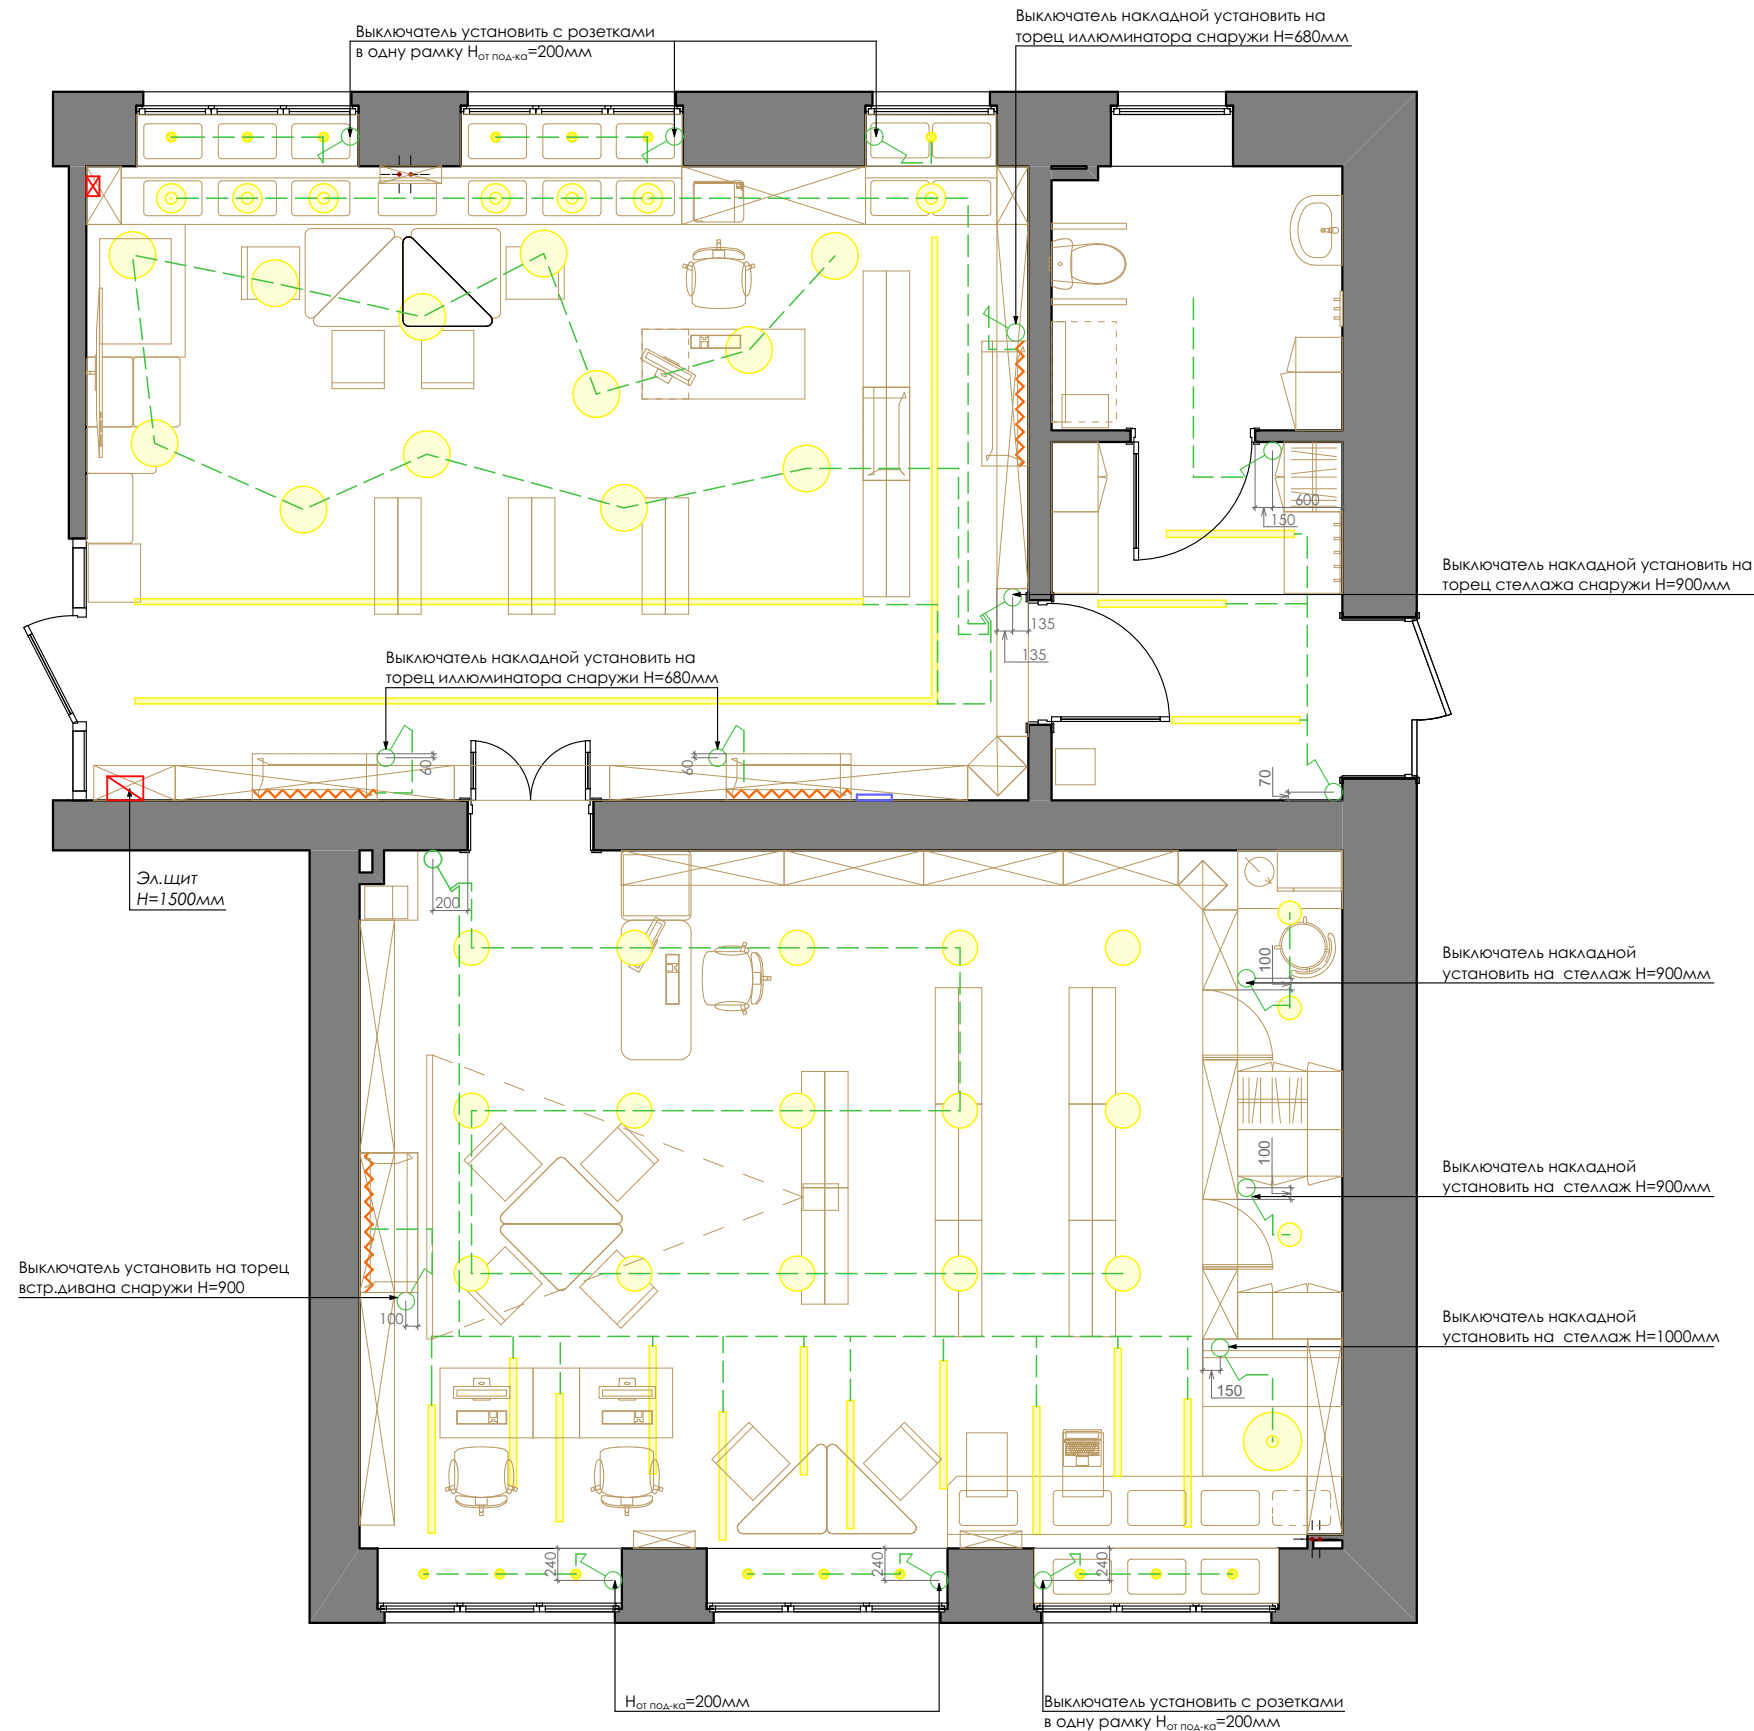 Выключатель накладной установить на
торец иллюминатора снаружи Н=680мм
Выключатель установить с розетками
в одну рамку Нот под-ка=200мм
600
150
Выключатель накладной установить на
торец стеллажа снаружи Н=900мм
135
135
Выключатель накладной установить на
торец иллюминатора снаружи Н=680мм
60
60
70
Эл.щит
Н=1500мм
200
100
Выключатель накладной
установить на стеллаж Н=900мм
100
Выключатель накладной
установить на стеллаж Н=900мм
Выключатель установить на торец
встр.дивана снаружи Н=900
100
Выключатель накладной
установить на стеллаж Н=1000мм
150
240
240
240
Нот под-ка=200мм
Выключатель установить с розетками
в одну рамку Нот под-ка=200мм